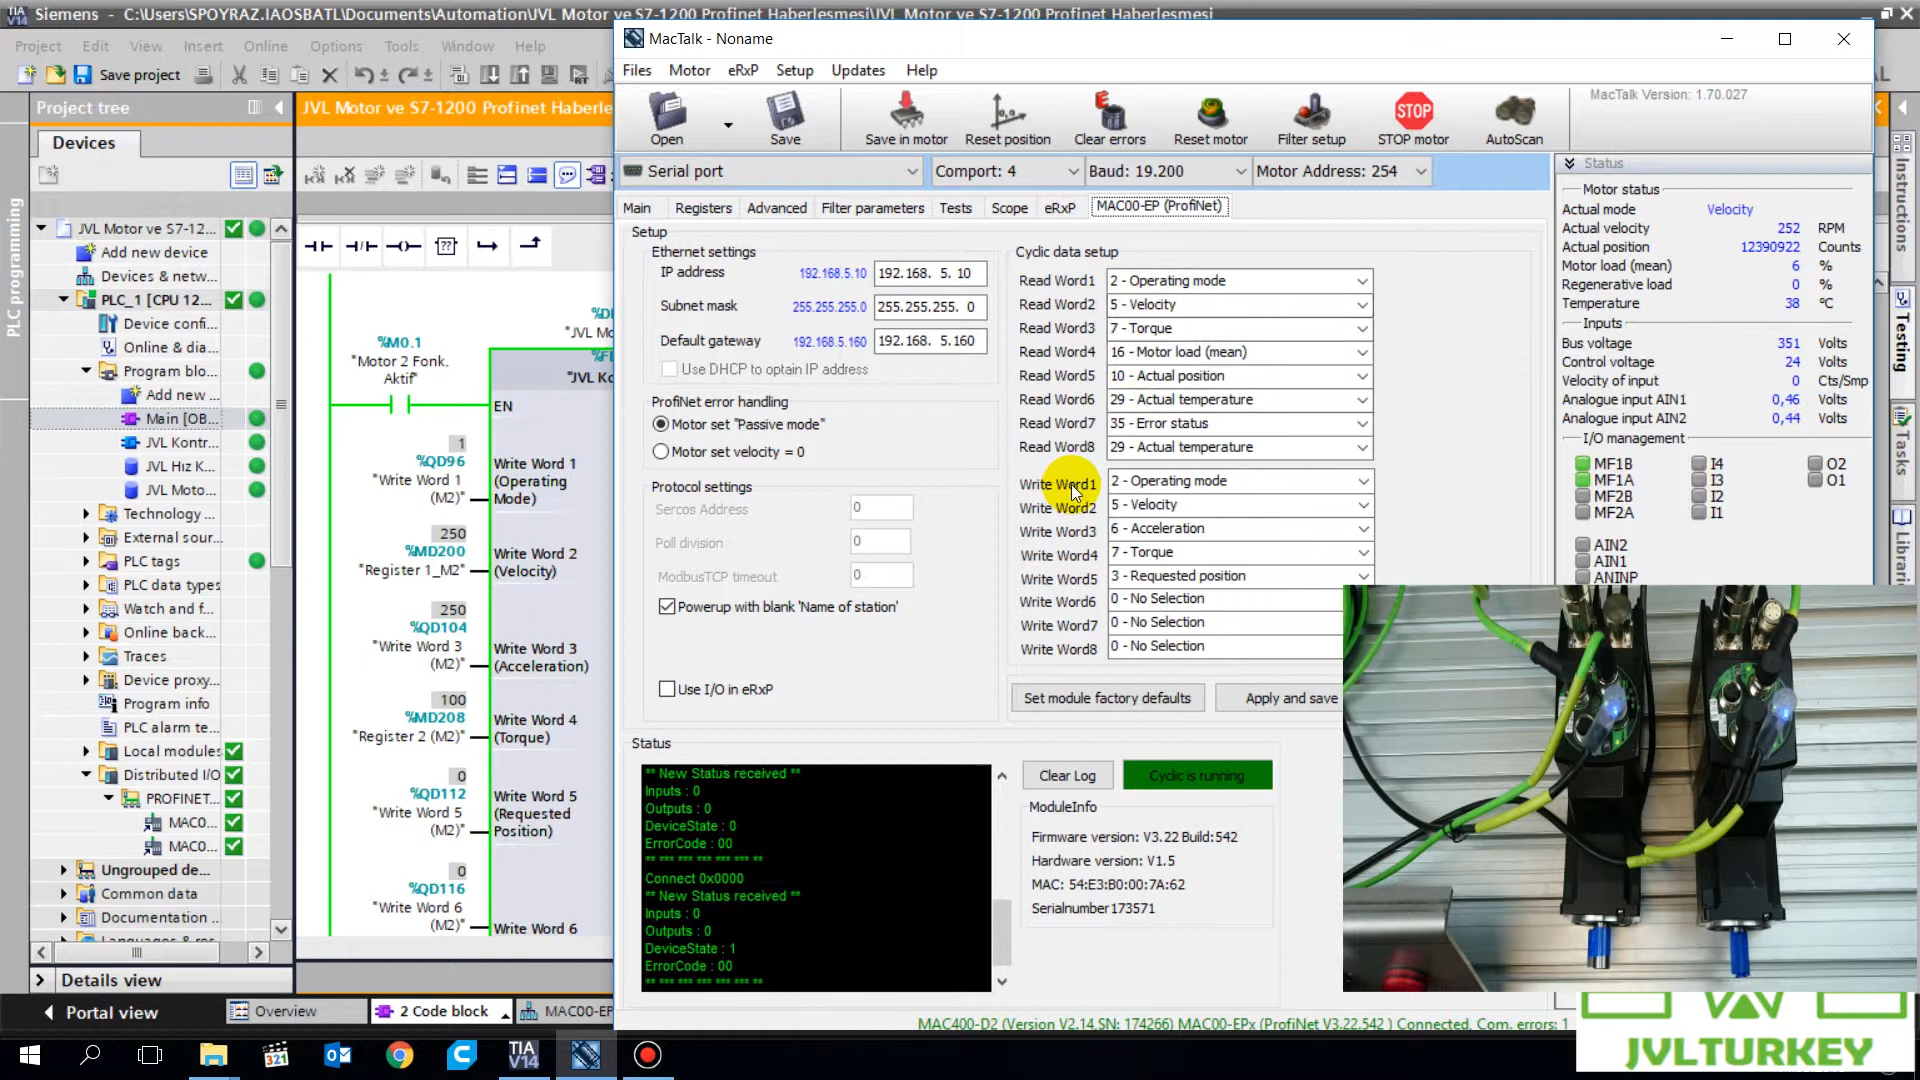 TIA V14
Siemens - C:\Users\SPOYRAZ.IAOSBATL\Documents\Automation\JVL Motor ve S7-1200 Profinet Haberlesmesi\JVL Motor ve S7-1200 Profinet Haberlesmesi
Project Edit View Insert Online Options Tools Window Help
Save project
Project tree
JVL Motor ve S7-1200 Profinet Haberle
Devices
PLC programming
JVL Motor ve S7-12...
Add new device
Devices & netw...
PLC_1 [CPU 12...
Device confi...
Online & dia...
Program blo...
Add new ...
Main [OB...
JVL Kontr...
JVL Hız K...
JVL Moto...
Technology ...
External sour...
PLC tags
PLC data types
Watch and f...
Online back...
Traces
Device proxy...
Program info
PLC alarm te...
Local modules
Distributed I/O
PROFINET...
MAC0...
MAC0...
Ungrouped de...
Common data
Documentation ...
Details view
Portal view
Overview
2 Code block
MAC00-EP
??
%M0.1
"Motor 2 Fonk.
Aktif"
"JVL Mo
"JVL Ko
EN
1
%QD96
"Write Word 1
(M2)"
Write Word 1
(Operating
Mode)
250
%MD200
"Register 1_M2"
Write Word 2
(Velocity)
250
%QD104
"Write Word 3
(M2)"
Write Word 3
(Acceleration)
100
%MD208
"Register 2 (M2)"
Write Word 4
(Torque)
0
%QD112
"Write Word 5
(M2)"
Write Word 5
(Requested
Position)
0
%QD116
"Write Word 6
(M2)"
Write Word 6
MacTalk - Noname
Files Motor eRxP Setup Updates Help
Open
Save
Save in motor
Reset position
Clear errors
Reset motor
Filter setup
STOP
STOP motor
AutoScan
MacTalk Version: 1.70.027
Serial port
Comport: 4
Baud: 19.200
Motor Address: 254
Main Registers Advanced Filter parameters Tests Scope eRxP MAC00-EP (ProfiNet)
Setup
Ethernet settings
IP address 192.168.5.10 192.168. 5. 10
Subnet mask 255.255.255.0 255.255.255. 0
Default gateway 192.168.5.160 192.168. 5.160
Use DHCP to optain IP address
ProfiNet error handling
Motor set "Passive mode"
Motor set velocity = 0
Protocol settings
Sercos Address 0
Poll division 0
ModbusTCP timeout 0
Powerup with blank 'Name of station'
Use I/O in eRxP
Cyclic data setup
Read Word1 2 - Operating mode
Read Word2 5 - Velocity
Read Word3 7 - Torque
Read Word4 16 - Motor load (mean)
Read Word5 10 - Actual position
Read Word6 29 - Actual temperature
Read Word7 35 - Error status
Read Word8 29 - Actual temperature
Write Word1 2 - Operating mode
Write Word2 5 - Velocity
Write Word3 6 - Acceleration
Write Word4 7 - Torque
Write Word5 3 - Requested position
Write Word6 0 - No Selection
Write Word7 0 - No Selection
Write Word8 0 - No Selection
Set module factory defaults
Apply and save
Status
** New Status received **
Inputs : 0
Outputs : 0
DeviceState : 0
ErrorCode : 00
** *** *** *** *** *** **
Connect 0x0000
** New Status received **
Inputs : 0
Outputs : 0
DeviceState : 1
ErrorCode : 00
** *** *** *** *** *** **
Clear Log
Cyclic is running
ModuleInfo
Firmware version: V3.22 Build:542
Hardware version: V1.5
MAC: 54:E3:B0:00:7A:62
Serialnumber 173571
MAC400-D2 (Version V2.14.SN: 174266) MAC00-EPx (ProfiNet V3.22.542 ) Connected. Com. errors: 1
Status
Motor status
Actual mode Velocity
Actual velocity 252 RPM
Actual position 12390922 Counts
Motor load (mean) 6 %
Regenerative load 0 %
Temperature 38 ºC
Inputs
Bus voltage 351 Volts
Control voltage 24 Volts
Velocity of input 0 Cts/Smp
Analogue input AIN1 0,46 Volts
Analogue input AIN2 0,44 Volts
I/O management
MF1B I4 O2
MF1A I3 O1
MF2B I2
MF2A I1
AIN2
AIN1
ANINP
Instructions
Testing
Tasks
Libraries
TIA
V14
321
JVLTURKEY